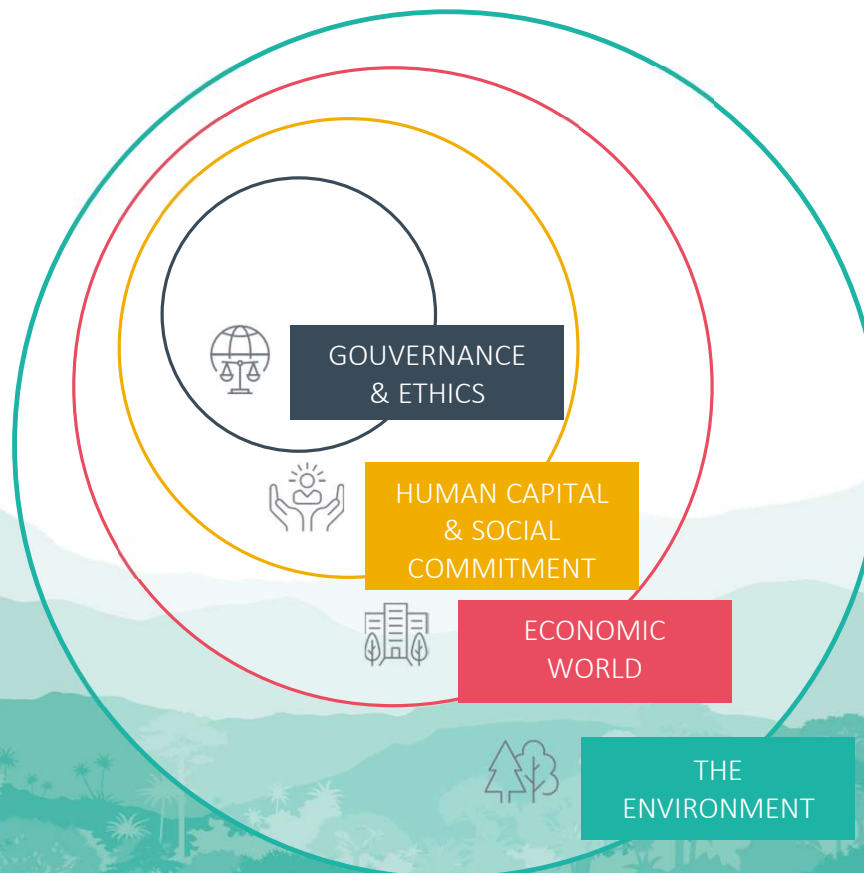 GOUVERNANCE
& ETHICS
HUMAN CAPITAL
& SOCIAL
COMMITMENT
ECONOMIC
WORLD
THE
ENVIRONMENT